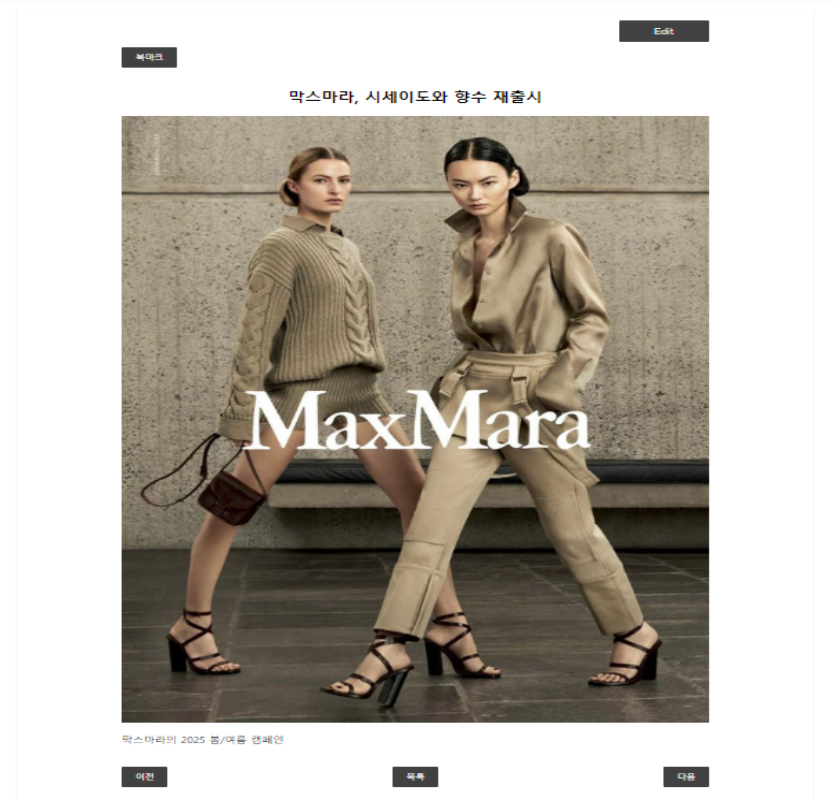 Edit
북마크
막스마라, 시세이도와 향수 재출시
MaxMara
막스마라의 2025 봄/여름 캠페인
이전
목록
다음